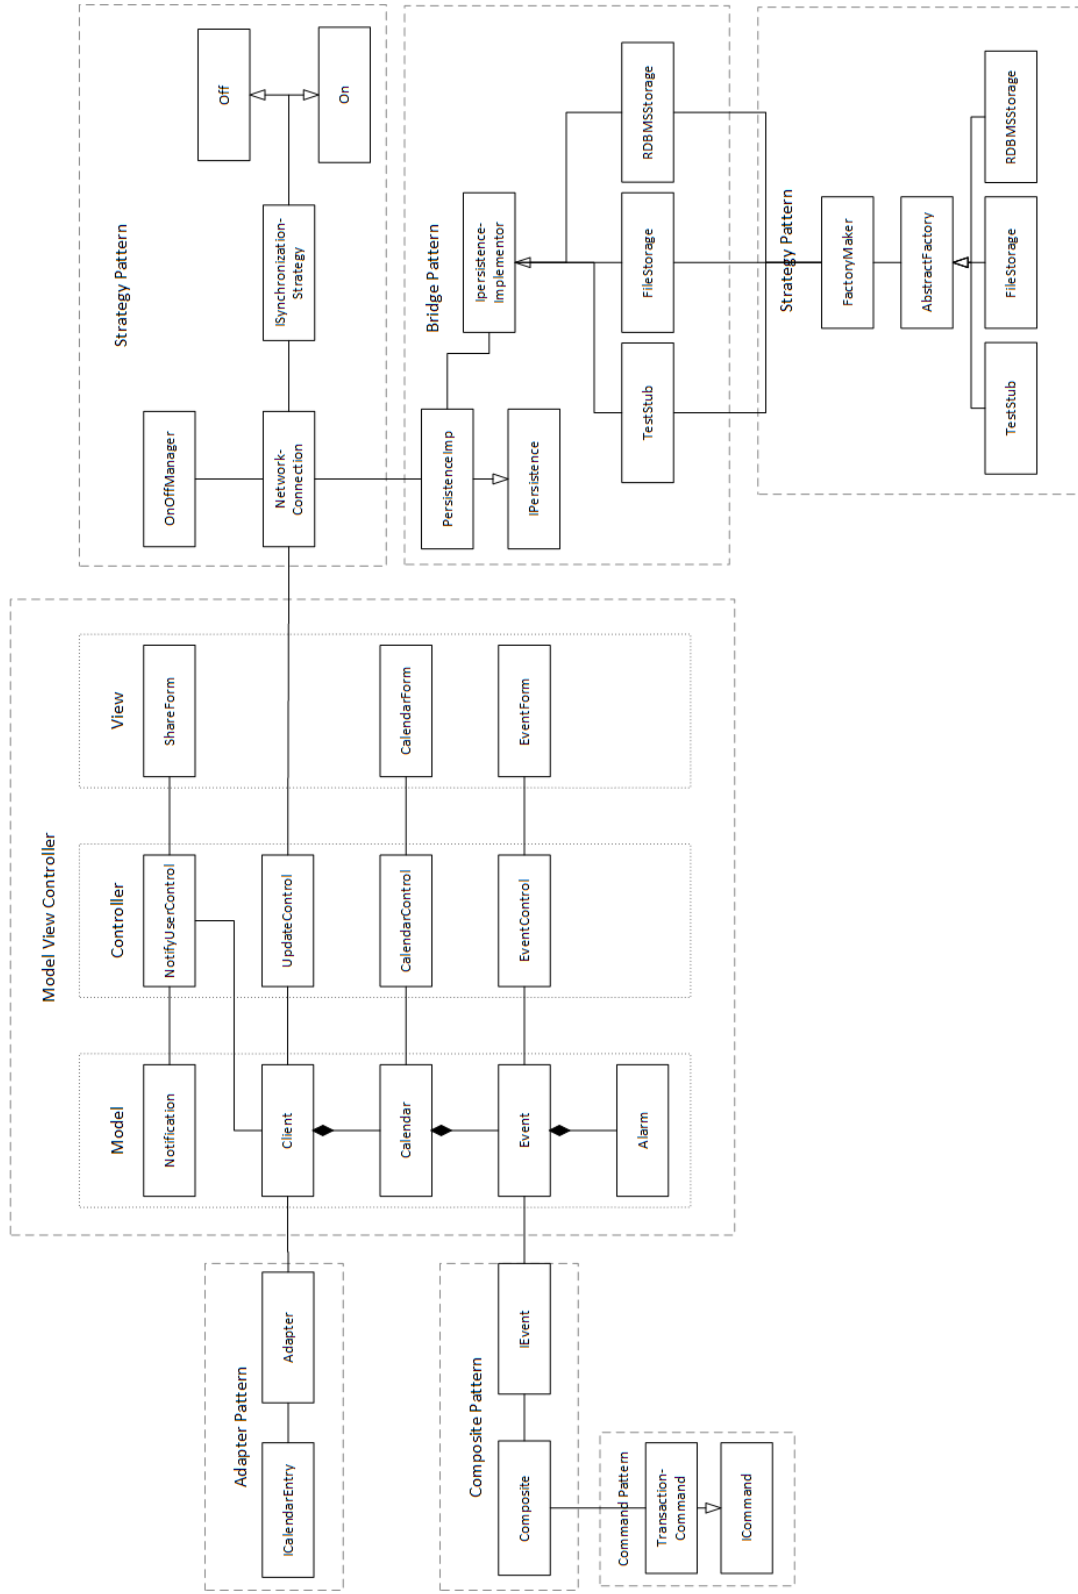 Model View Controller
Model
Controller
View
Notification
NotifyUserControl
ShareForm
Client
UpdateControl
Calendar
CalendarControl
CalendarForm
Event
EventControl
EventForm
Alarm
Adapter Pattern
ICalendarEntry
Adapter
Composite Pattern
Composite
IEvent
Command Pattern
Transaction-
Command
ICommand
Strategy Pattern
OnOffManager
Network-
Connection
ISynchronization-
Strategy
Off
On
Bridge Pattern
PersistenceImp
IPersistence
Ipersistence-
Implementor
TestStub
FileStorage
RDBMSStorage
Strategy Pattern
FactoryMaker
AbstractFactory
TestStub
FileStorage
RDBMSStorage